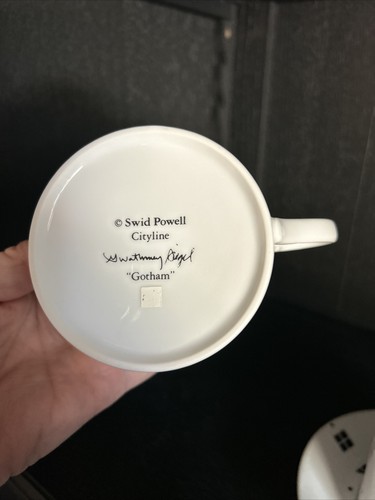 © Swid Powell
Cityline
Gwathmey Siegel
"Gotham"